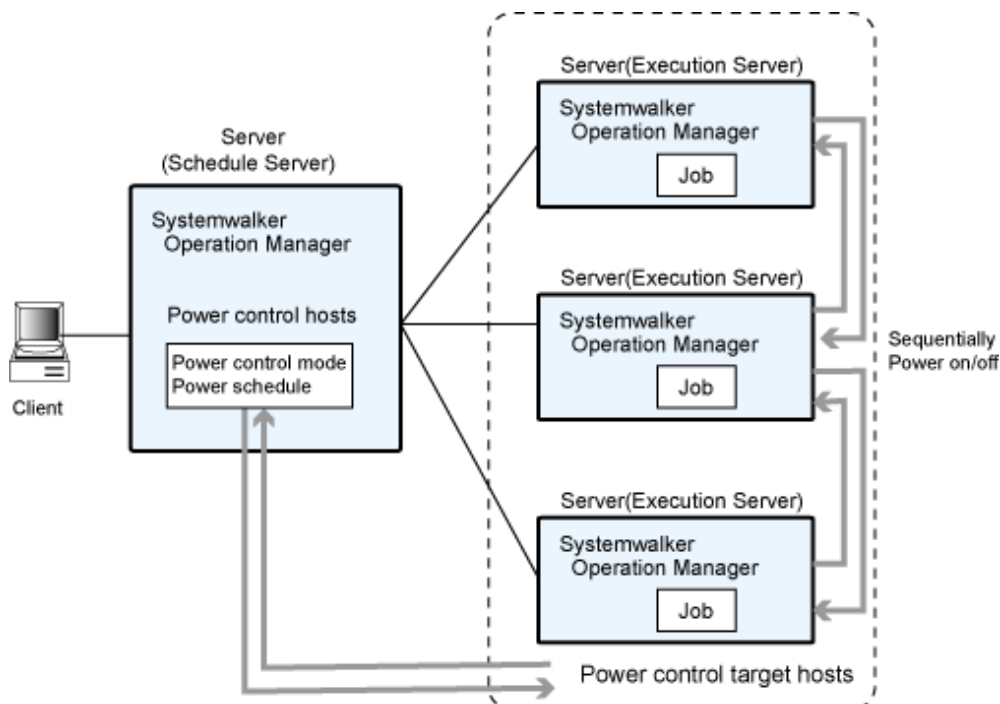 Server
(Schedule Server)
Systemwalker
Operation Manager
Power control hosts
Power control mode
Power schedule
Client
Server(Execution Server)
Systemwalker
Operation Manager
Job
Server(Execution Server)
Systemwalker
Operation Manager
Job
Server(Execution Server)
Systemwalker
Operation Manager
Job
Sequentially
Power on/off
Power control target hosts